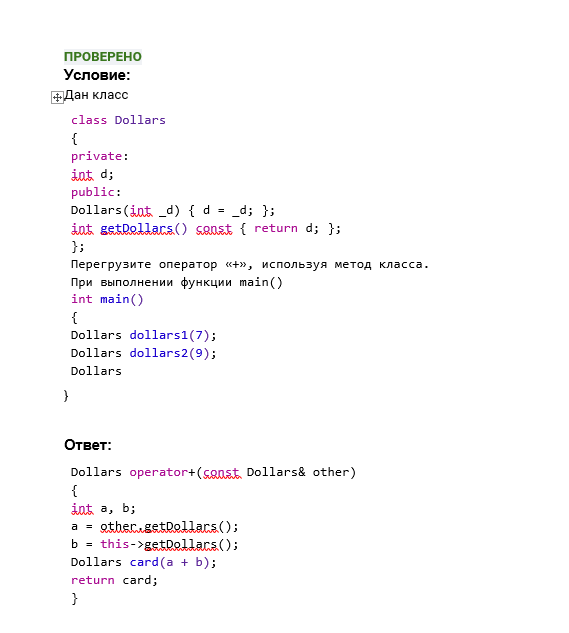 ПРОВЕРЕНО
Условие:
Дан класс
class Dollars
{
private:
int d;
public:
Dollars(int _d) { d = _d; };
int getDollars() const { return d; };
};
Перегрузите оператор «+», используя метод класса.
При выполнении функции main()
int main()
{
Dollars dollars1(7);
Dollars dollars2(9);
Dollars
}
Ответ:
Dollars operator+(const Dollars& other)
{
int a, b;
a = other.getDollars();
b = this->getDollars();
Dollars card(a + b);
return card;
}